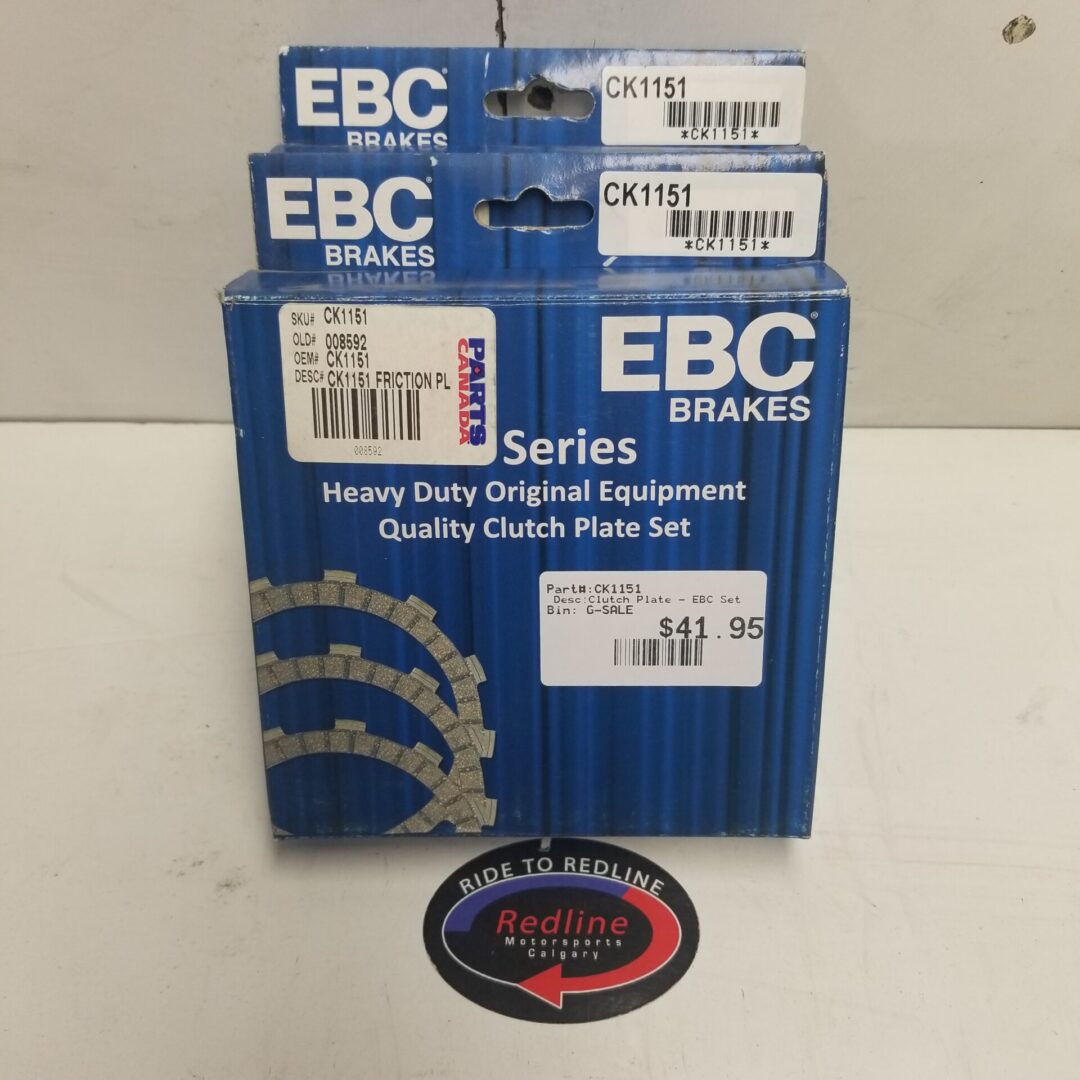 EBC
BRAKES
CK1151
*CK1151*
EBC®
BRAKES
CK1151
*CK1151*
SKU# CK1151
OLD# 008592
OEM# CK1151
DESC# CK1151 FRICTION PL
008592
PARTS
CANADA
EBC®
BRAKES
Series
Heavy Duty Original Equipment
Quality Clutch Plate Set
Part#:CK1151
Desc:Clutch Plate - EBC Set
Bin: G-SALE
$41.95
RIDE TO REDLINE
Redline
Motorsports
Calgary